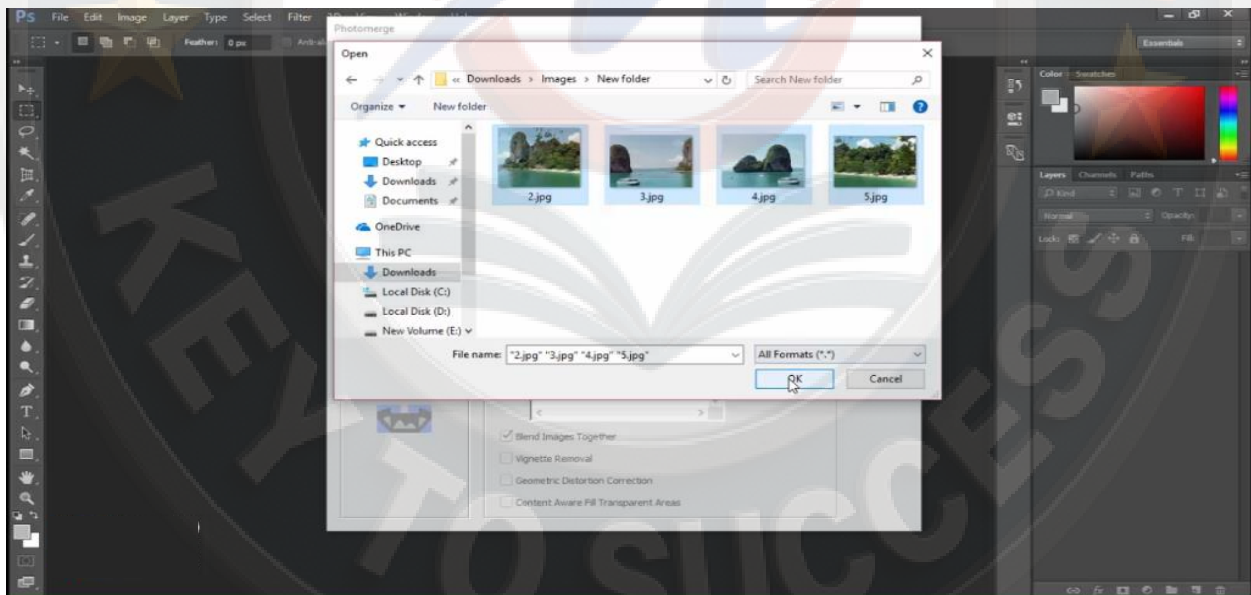 Ps File Edit Image Layer Type Select Filter
Feather: 0 px
Essentials
Photomerge
Open
« Downloads > Images > New folder
Search New folder
Organize New folder
Quick access
Desktop
Downloads
Documents
OneDrive
This PC
Downloads
Local Disk (C:)
Local Disk (D:)
New Volume (E:)
2.jpg 3.jpg 4.jpg 5.jpg
File name: "2.jpg" "3.jpg" "4.jpg" "5.jpg"
All Formats (*.*)
OK Cancel
Blend Images Together
Vignette Removal
Geometric Distortion Correction
Content Aware Fill Transparent Areas
Color Swatches
Layers Channels Paths
Kind
Normal Opacity:
Lock: Fill:
KEY TO SUCCESS